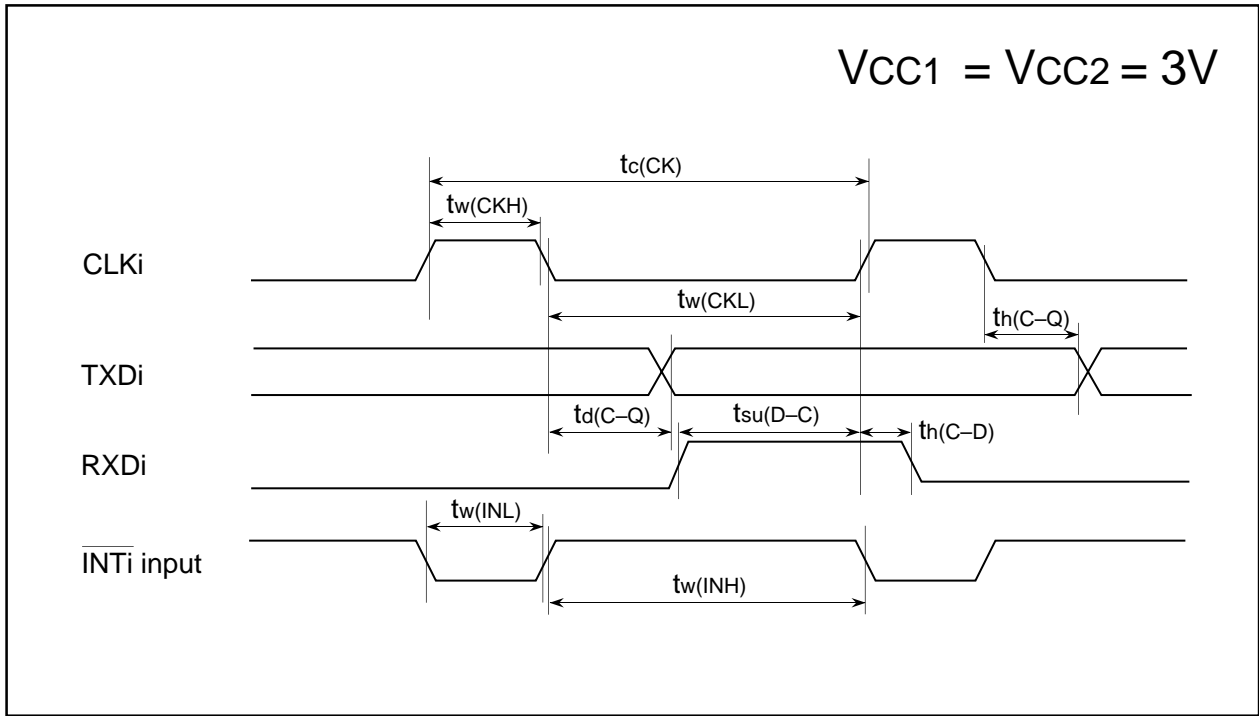 VCC1 = VCC2 = 3V
tc(CK)
tw(CKH)
CLKi
tw(CKL)
th(C–Q)
TXDi
td(C–Q)
tsu(D–C)
th(C–D)
RXDi
tw(INL)
INTi input
tw(INH)